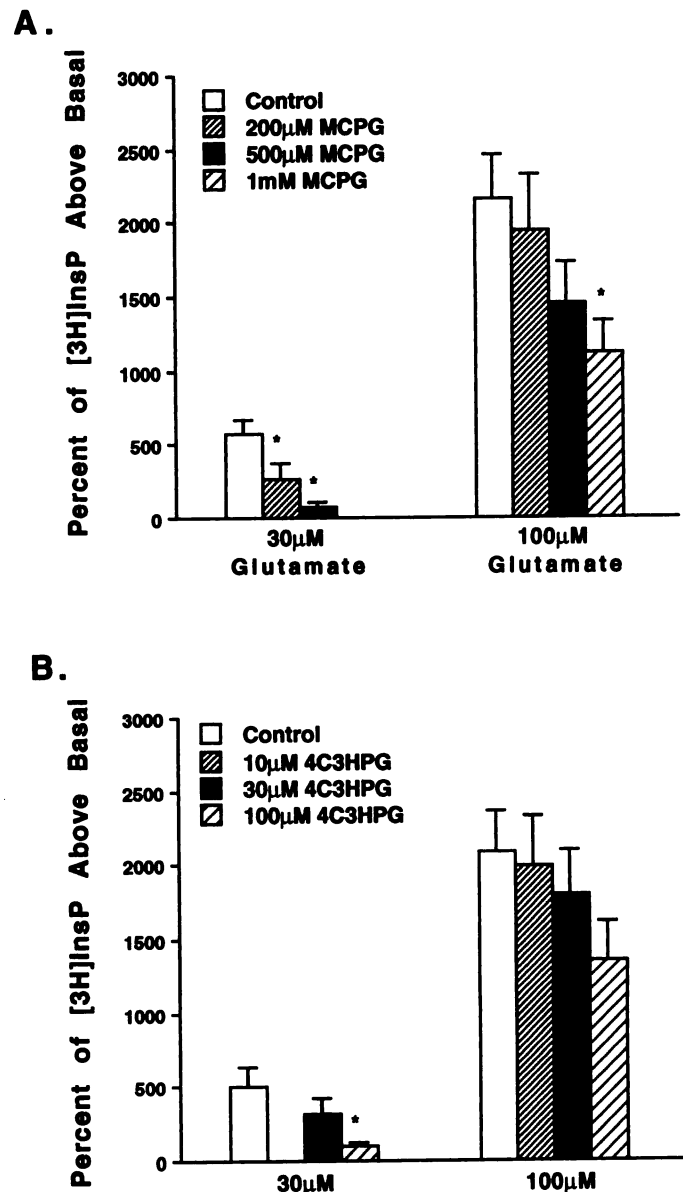 A.
Percent of [3H]InsP Above Basal
3000
2500
2000
1500
1000
500
0
Control
200µM MCPG
500µM MCPG
1mM MCPG
*
*
*
30µM
Glutamate
100µM
Glutamate
B.
Percent of [3H]InsP Above Basal
3000
2500
2000
1500
1000
500
0
Control
10µM 4C3HPG
30µM 4C3HPG
100µM 4C3HPG
*
30µM
100µM